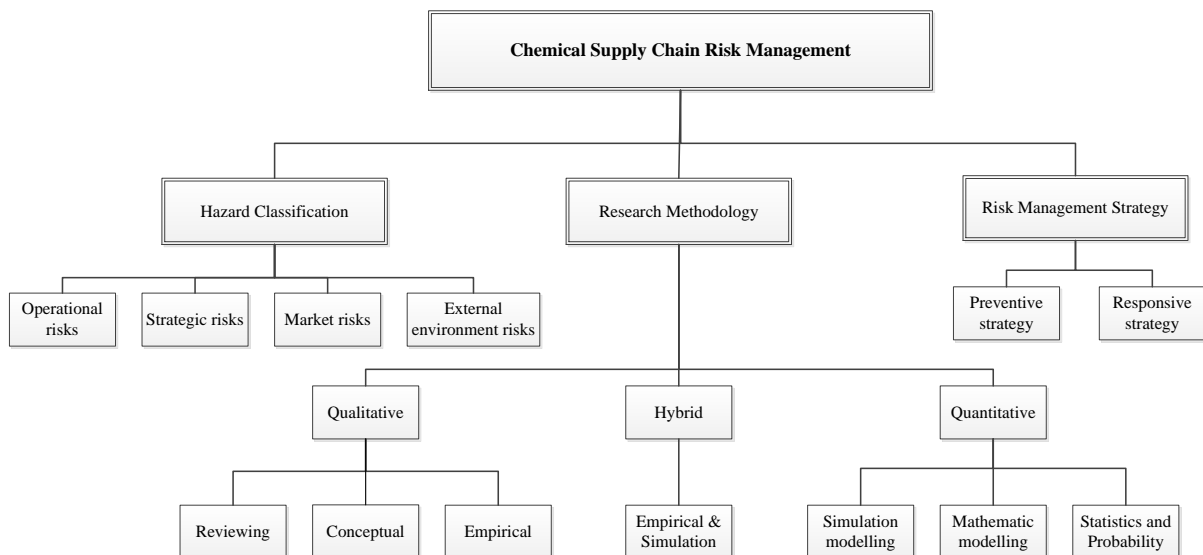 Chemical Supply Chain Risk Management
Hazard Classification
Research Methodology
Risk Management Strategy
Operational
risks
Strategic risks
Market risks
External
environment risks
Preventive
strategy
Responsive
strategy
Qualitative
Hybrid
Quantitative
Reviewing
Conceptual
Empirical
Empirical &
Simulation
Simulation
modelling
Mathematic
modelling
Statistics and
Probability